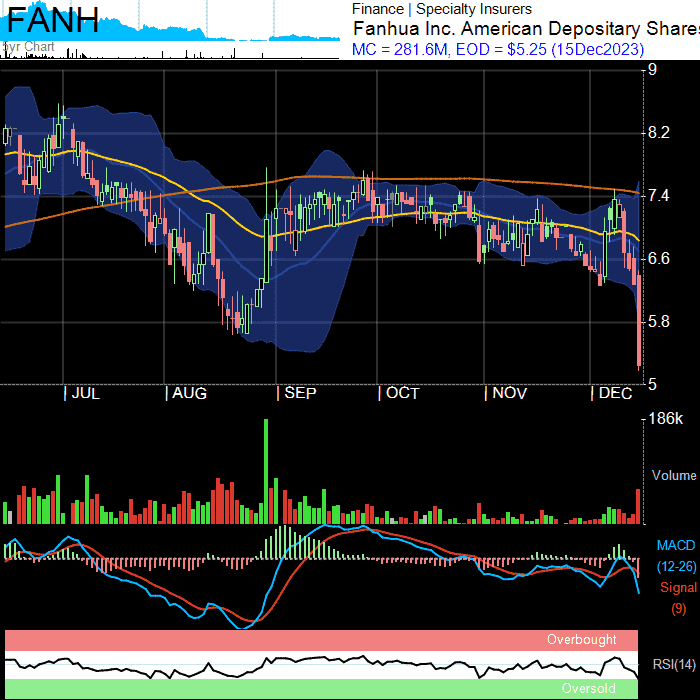 FANH
5yr Chart
Finance | Specialty Insurers
Fanhua Inc. American Depositary Shares
MC = 281.6M, EOD = $5.25 (15Dec2023)
9
8.2
7.4
6.6
5.8
5
| JUL | AUG | SEP | OCT | NOV | DEC
186k
Volume
MACD
(12-26)
Signal
(9)
Overbought
RSI(14)
Oversold